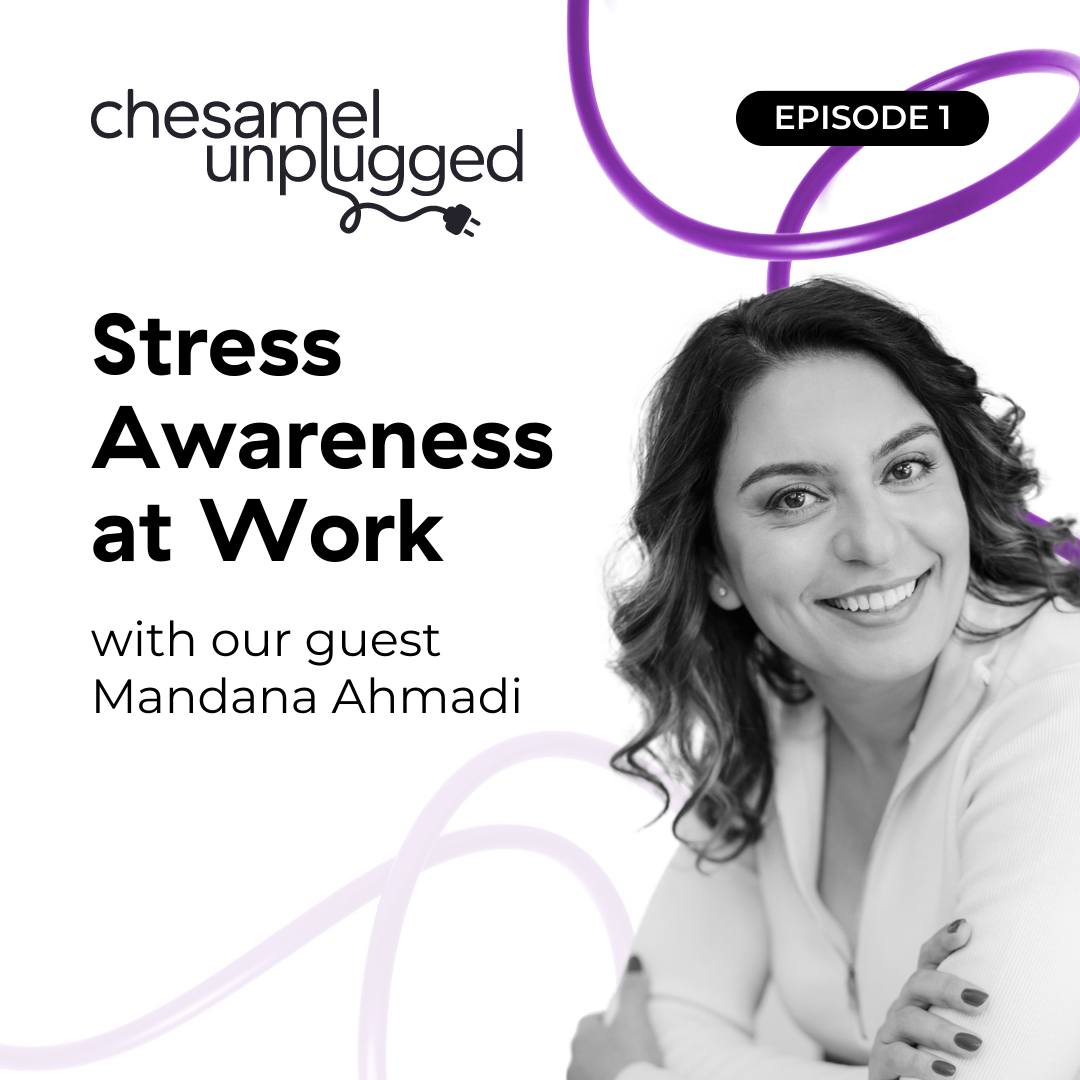 chesamel
unplugged
EPISODE 1
Stress
Awareness
at Work
with our guest
Mandana Ahmadi